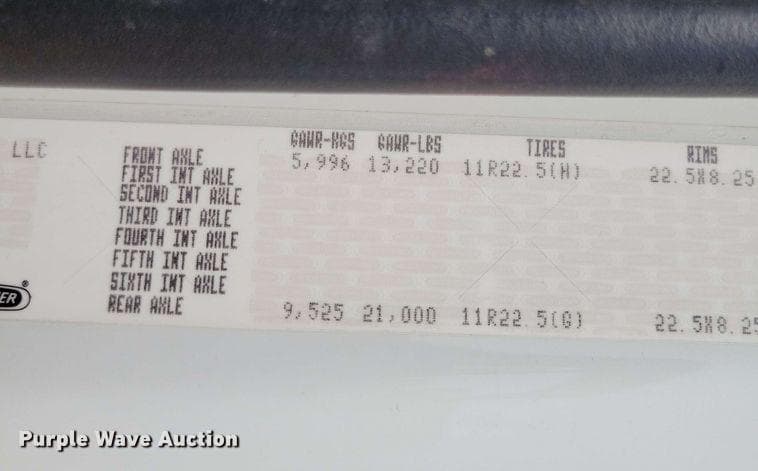 GAWR-KGS GAWR-LBS TIRES RIMS
LLC FRONT AXLE 5,996 13,220 11R22.5(H) 22.5X8.25
FIRST INT AXLE
SECOND INT AXLE
THIRD INT AXLE
FOURTH INT AXLE
FIFTH INT AXLE
SIXTH INT AXLE
ER®
REAR AXLE 9,525 21,000 11R22.5(G) 22.5X8.25
Purple Wave Auction